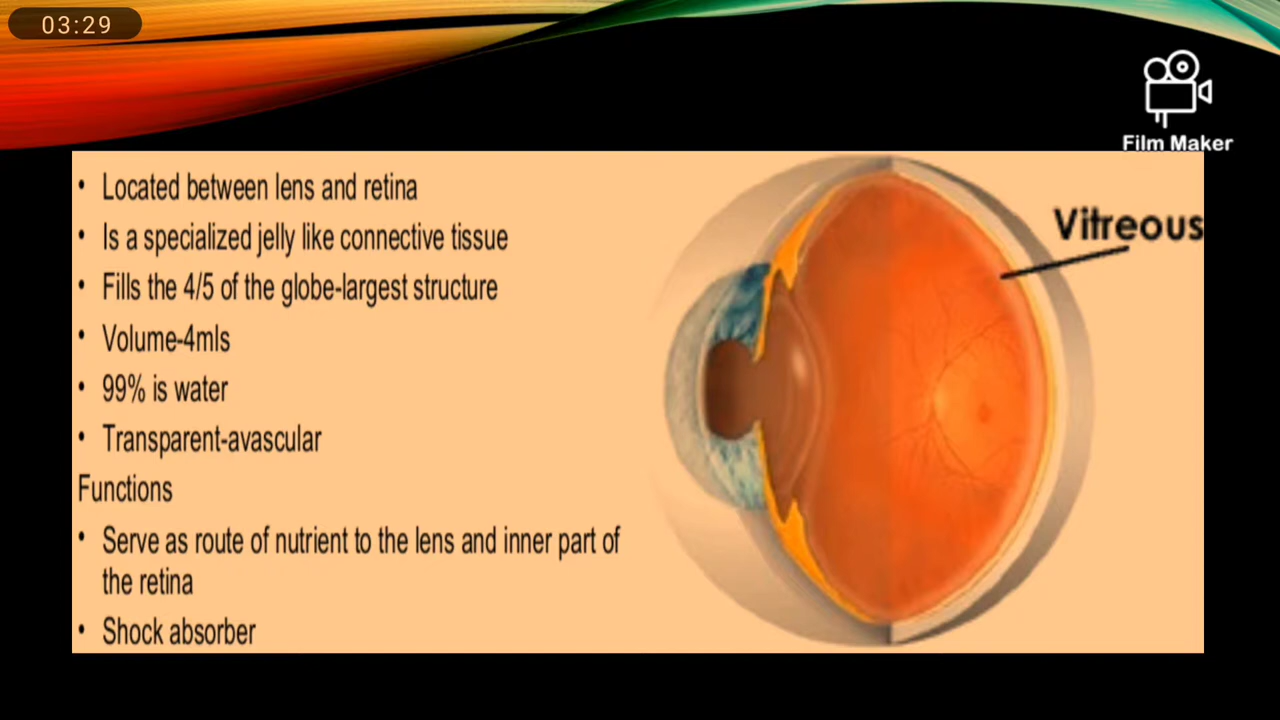 03:29
Film Maker
• Located between lens and retina
• Is a specialized jelly like connective tissue
• Fills the 4/5 of the globe-largest structure
• Volume-4mls
• 99% is water
• Transparent-avascular
Functions
• Serve as route of nutrient to the lens and inner part of
the retina
• Shock absorber
Vitreous